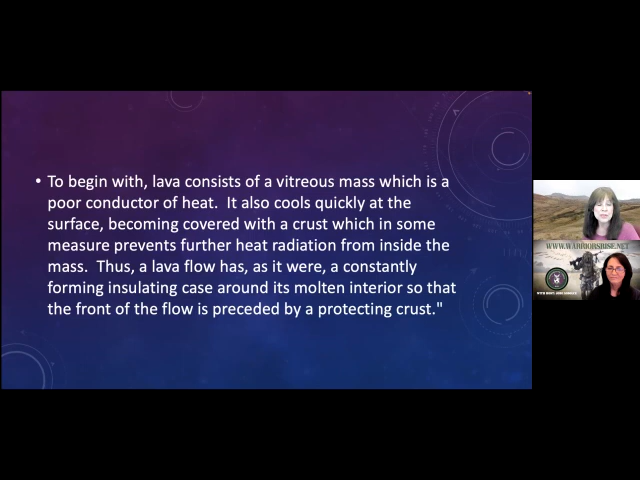 • To begin with, lava consists of a vitreous mass which is a
poor conductor of heat. It also cools quickly at the
surface, becoming covered with a crust which in some
measure prevents further heat radiation from inside the
mass. Thus, a lava flow has, as it were, a constantly
forming insulating case around its molten interior so that
the front of the flow is preceded by a protecting crust."